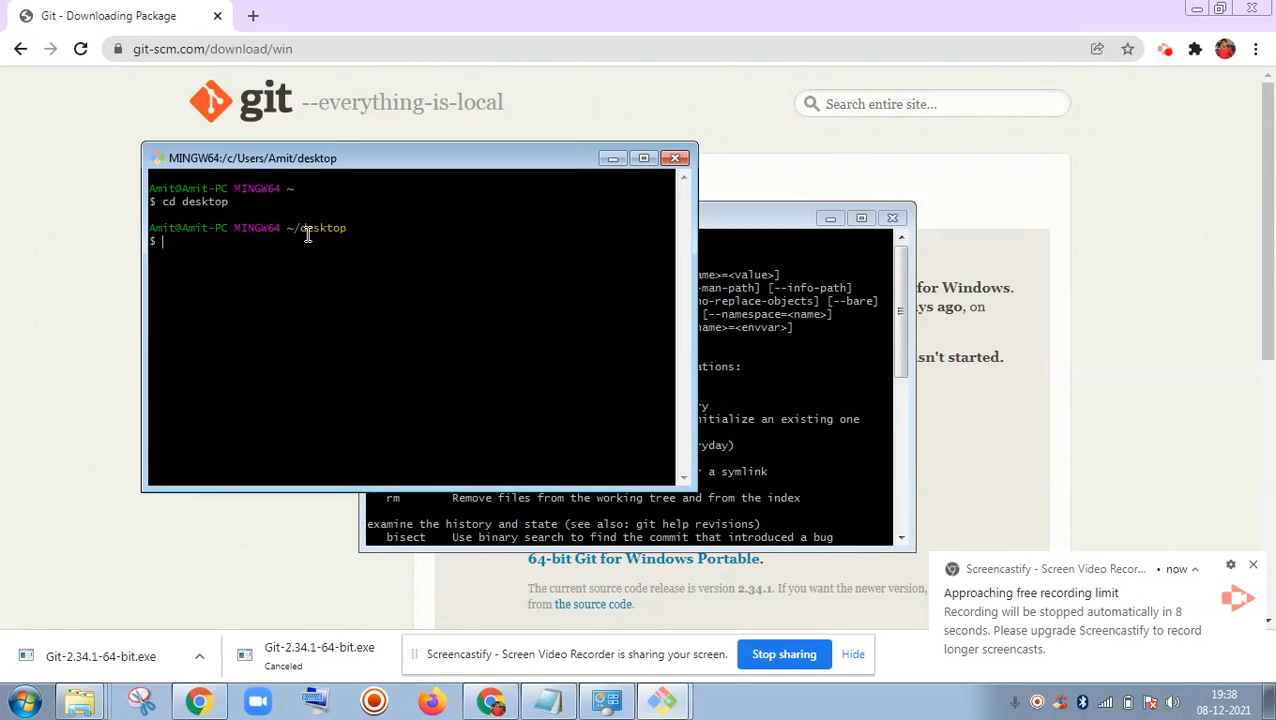 Git - Downloading Package
git-scm.com/download/win
git --everything-is-local
Search entire site...
MINGW64:/c/Users/Amit/desktop
Amit@Amit-PC MINGW64 ~
$ cd desktop
Amit@Amit-PC MINGW64 ~/desktop
$
ame>=<value>]
-man-path] [--info-path]
no-replace-objects] [--bare]
[--namespace=<name>]
name>=<envvar>]
ations:
ry
nitialize an existing one
ryday)
r a symlink
rm Remove files from the working tree and from the index
examine the history and state (see also: git help revisions)
bisect Use binary search to find the commit that introduced a bug
for Windows.
ys ago, on
sn't started.
64-bit Git for Windows Portable.
The current source code release is version 2.34.1. If you want the newer version,
from the source code.
Screencastify - Screen Video Recor... • now
Approaching free recording limit
Recording will be stopped automatically in 8
seconds. Please upgrade Screencastify to record
longer screencasts.
Git-2.34.1-64-bit.exe
Git-2.34.1-64-bit.exe
Canceled
Screencastify - Screen Video Recorder is sharing your screen.
Stop sharing
Hide
19:38
08-12-2021